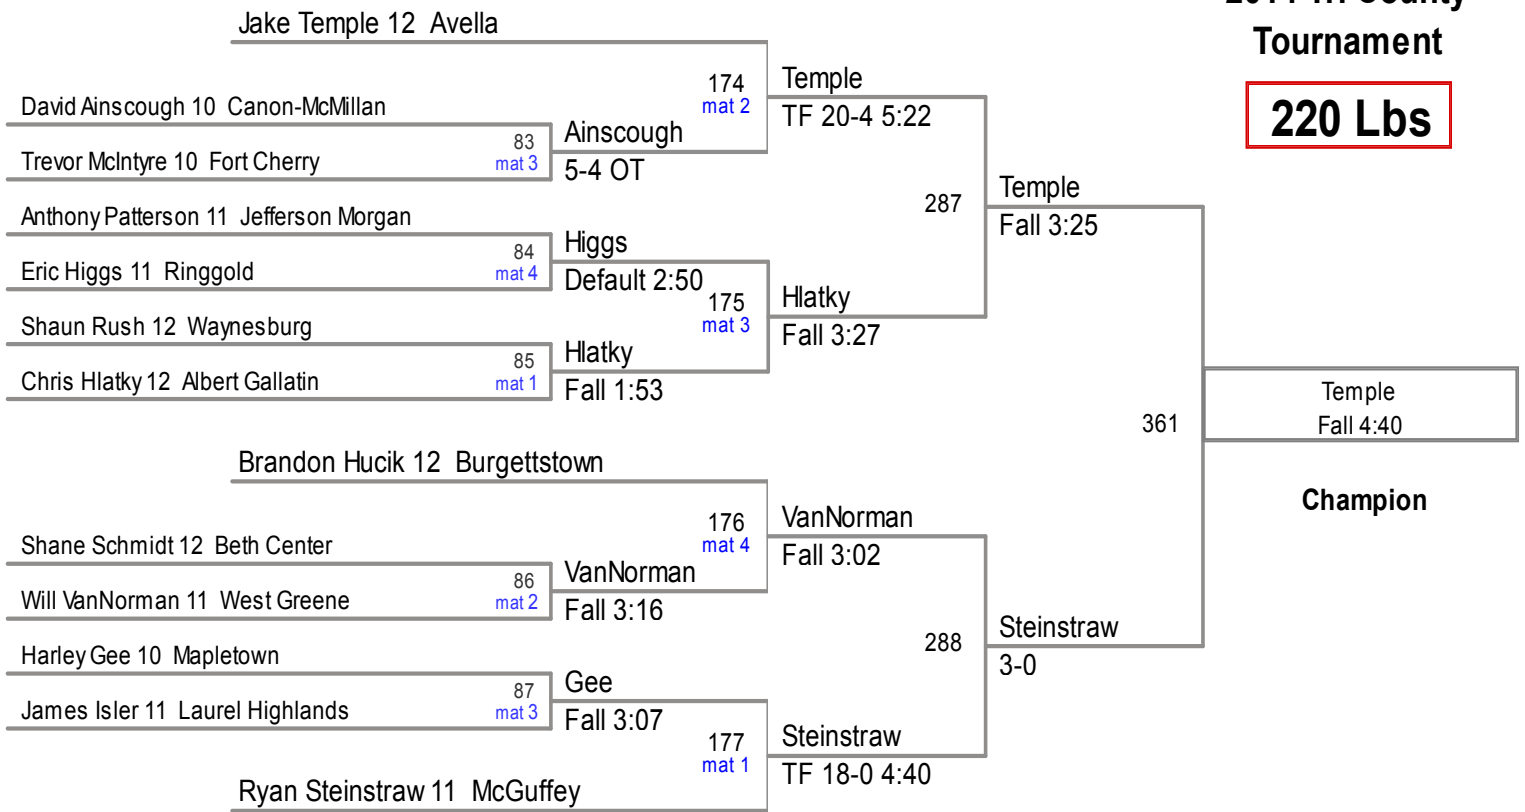 Tournament
220 Lbs
Jake Temple 12 Avella
David Ainscough 10 Canon-McMillan
Trevor McIntyre 10 Fort Cherry
Anthony Patterson 11 Jefferson Morgan
Eric Higgs 11 Ringgold
Shaun Rush 12 Waynesburg
Chris Hlatky 12 Albert Gallatin
Brandon Hucik 12 Burgettstown
Shane Schmidt 12 Beth Center
Will VanNorman 11 West Greene
Harley Gee 10 Mapletown
James Isler 11 Laurel Highlands
Ryan Steinstraw 11 McGuffey
83
mat 3
84
mat 4
85
mat 1
86
mat 2
87
mat 3
Ainscough
5-4 OT
Higgs
Default 2:50
Hlatky
Fall 1:53
VanNorman
Fall 3:16
Gee
Fall 3:07
174
mat 2
175
mat 3
176
mat 4
177
mat 1
Temple
TF 20-4 5:22
Hlatky
Fall 3:27
VanNorman
Fall 3:02
Steinstraw
TF 18-0 4:40
287
288
Temple
Fall 3:25
Steinstraw
3-0
361
Temple
Fall 4:40
Champion